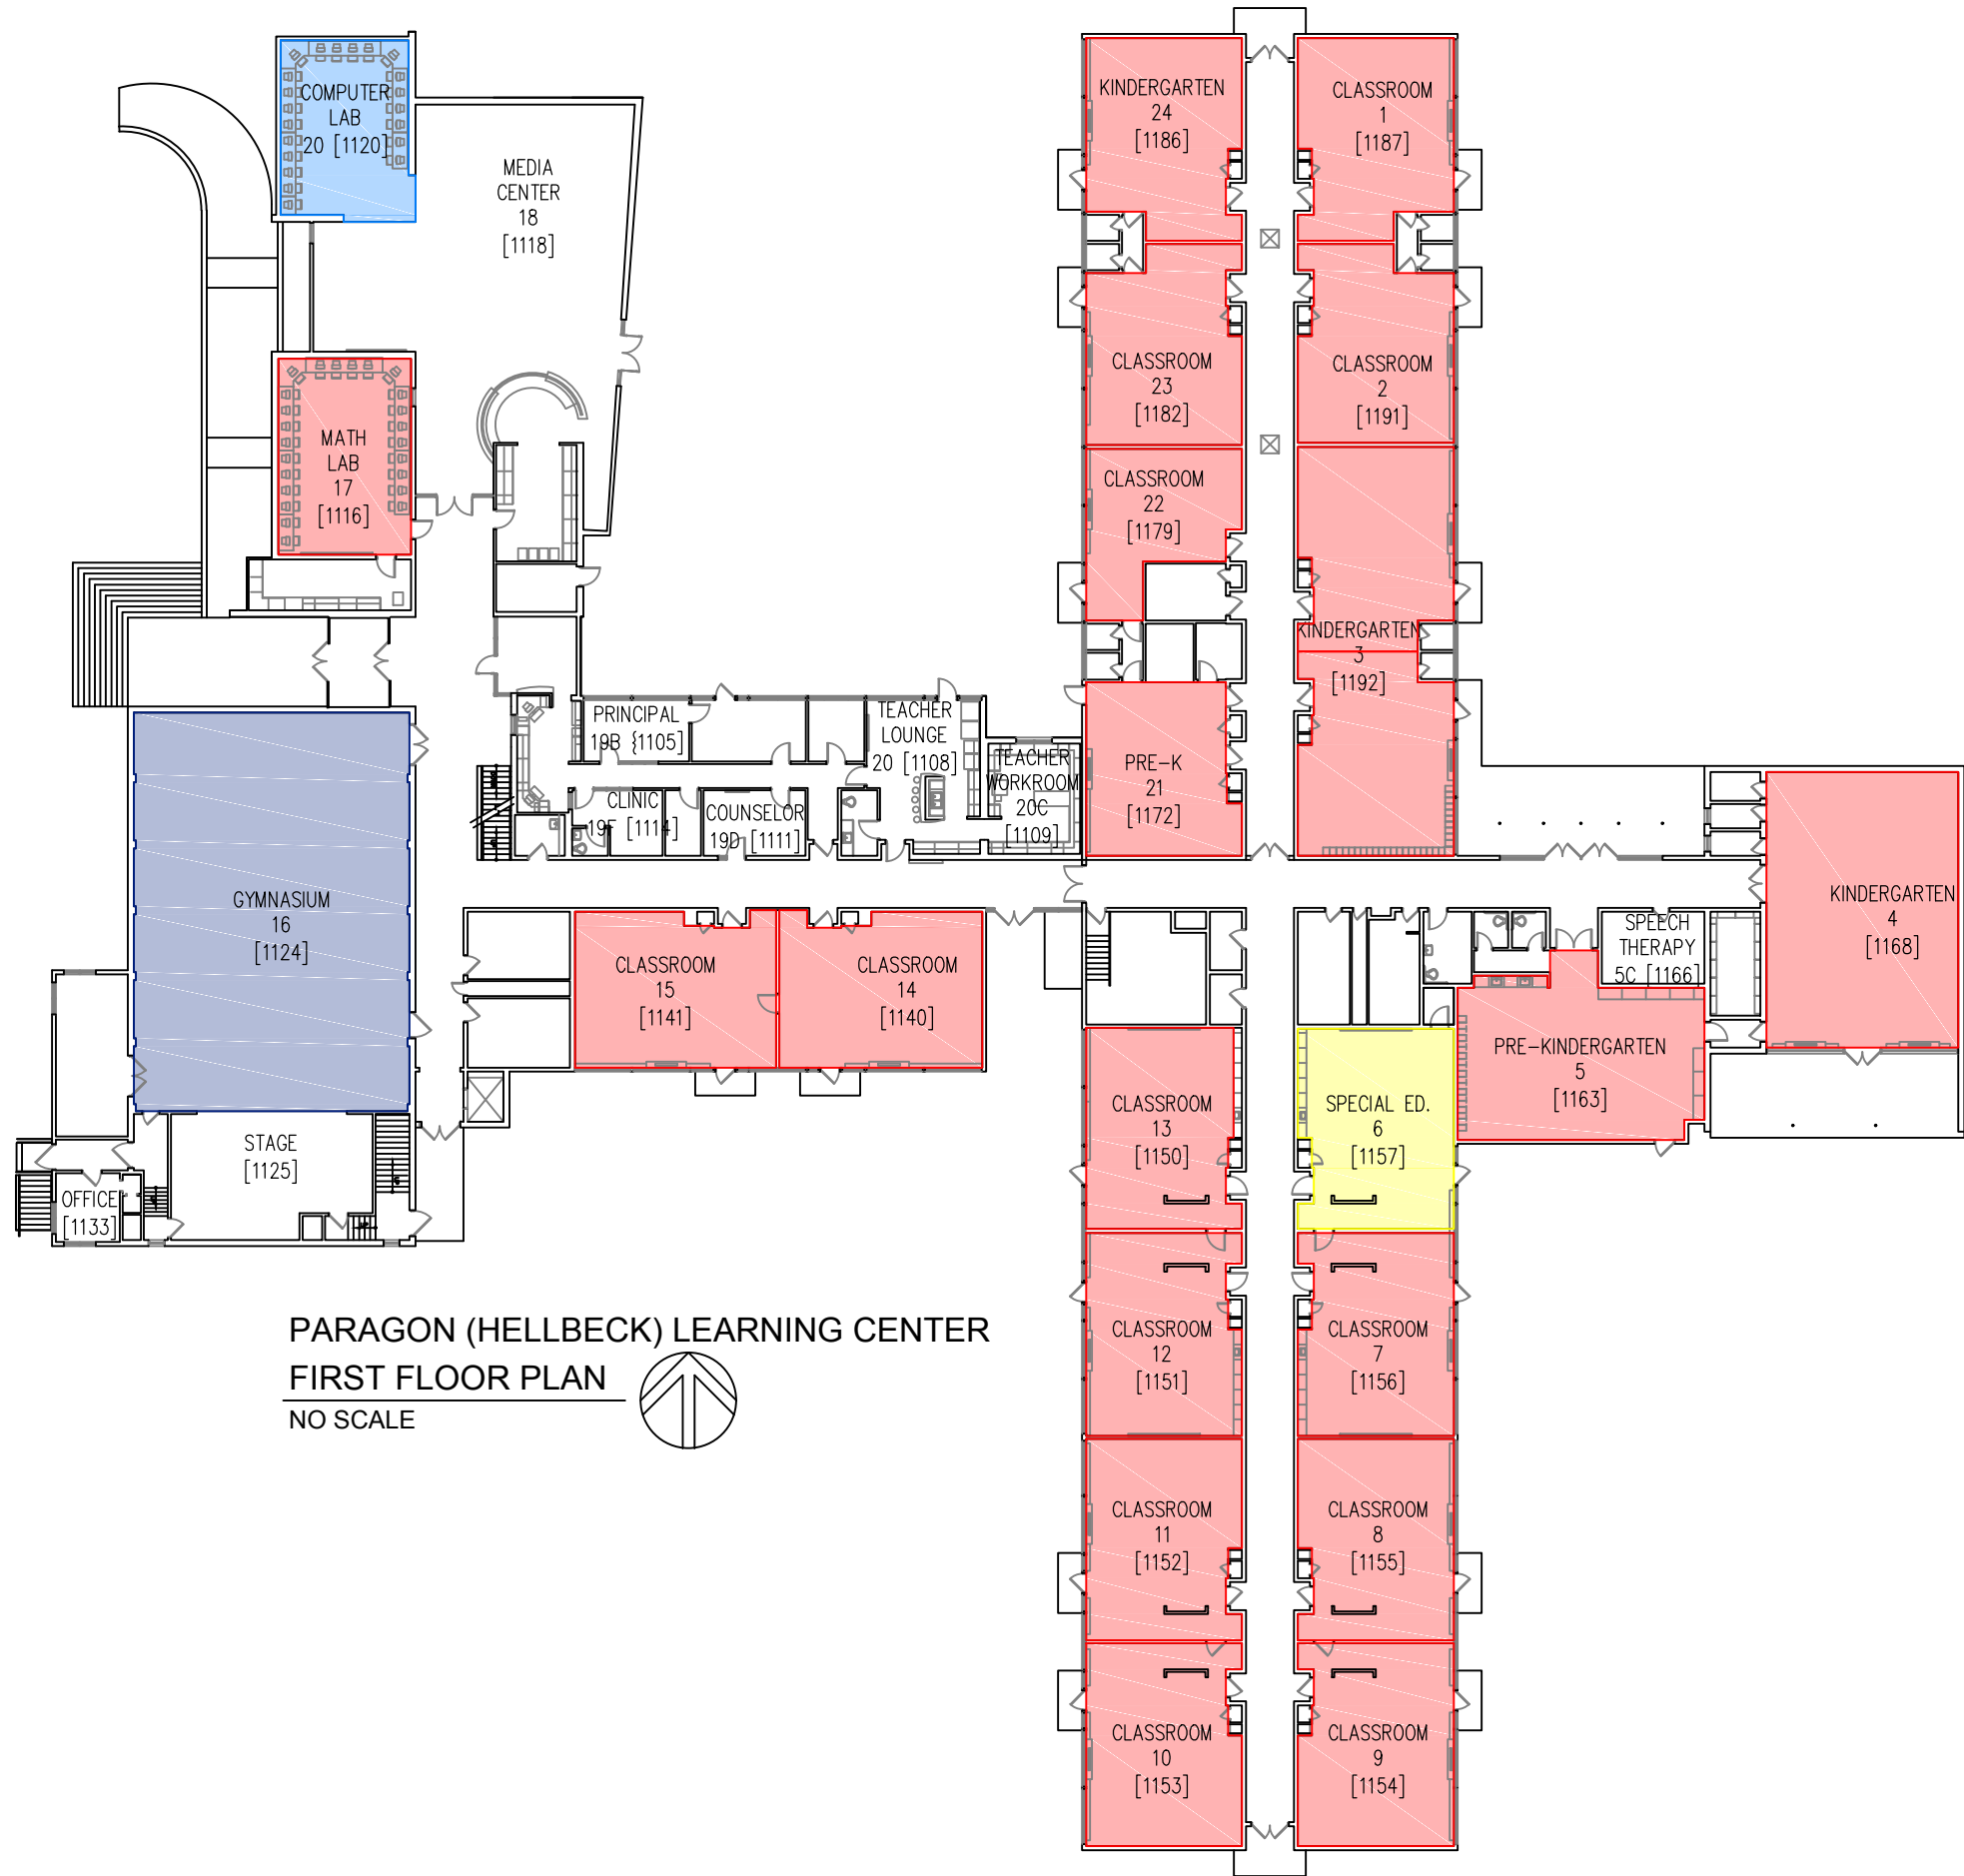 COMPUTER
LAB
20 [1120]
MEDIA
CENTER
18
[1118]
MATH
LAB
17
[1116]
KINDERGARTEN
24
[1186]
CLASSROOM
1
[1187]
CLASSROOM
23
[1182]
CLASSROOM
2
[1191]
CLASSROOM
22
[1179]
KINDERGARTEN
3
[1192]
PRINCIPAL
19B {1105]
TEACHER
LOUNGE
20 [1108]
TEACHER
WORKROOM
20C
[1109]
CLINIC
19F [1114]
COUNSELOR
19D [1111]
PRE-K
21
[1172]
GYMNASIUM
16
[1124]
CLASSROOM
15
[1141]
CLASSROOM
14
[1140]
SPEECH
THERAPY
5C [1166]
KINDERGARTEN
4
[1168]
PRE-KINDERGARTEN
5
[1163]
CLASSROOM
13
[1150]
SPECIAL ED.
6
[1157]
STAGE
[1125]
OFFICE
[1133]
CLASSROOM
12
[1151]
CLASSROOM
7
[1156]
PARAGON (HELLBECK) LEARNING CENTER
FIRST FLOOR PLAN
NO SCALE
CLASSROOM
11
[1152]
CLASSROOM
8
[1155]
CLASSROOM
10
[1153]
CLASSROOM
9
[1154]